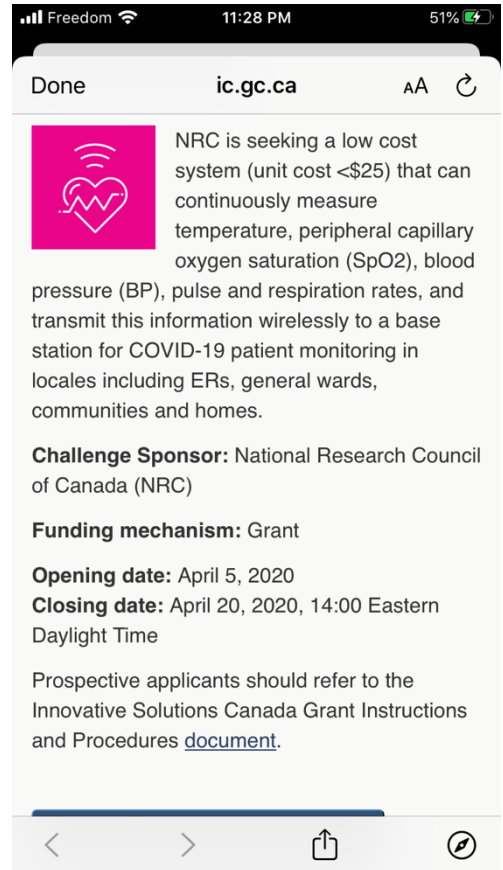 Freedom 11:28 PM 51%
Done ic.gc.ca AA
NRC is seeking a low cost
system (unit cost <$25) that can
continuously measure
temperature, peripheral capillary
oxygen saturation (SpO2), blood
pressure (BP), pulse and respiration rates, and
transmit this information wirelessly to a base
station for COVID-19 patient monitoring in
locales including ERs, general wards,
communities and homes.
Challenge Sponsor: National Research Council
of Canada (NRC)
Funding mechanism: Grant
Opening date: April 5, 2020
Closing date: April 20, 2020, 14:00 Eastern
Daylight Time
Prospective applicants should refer to the
Innovative Solutions Canada Grant Instructions
and Procedures document.